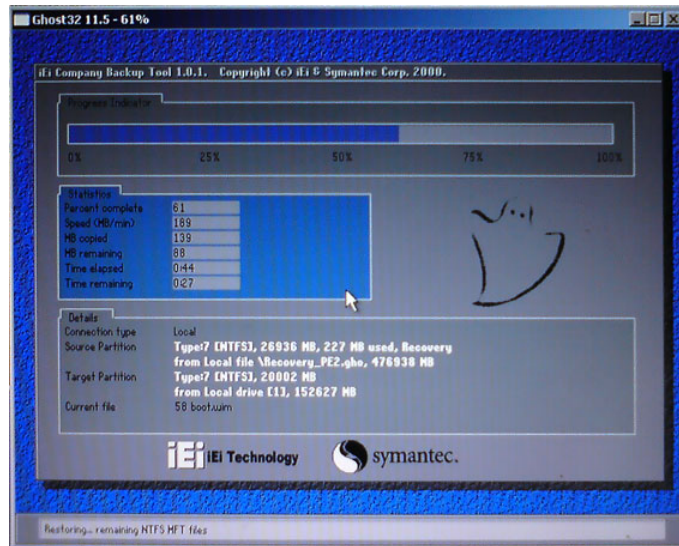 Ghost32 11.5 - 61%
iEi Company Backup Tool 1.0.1. Copyright (c) iEi & Symantec Corp, 2000.
Progress Indicator
0% 25% 50% 75% 100%
Statistics
Percent complete 61
Speed (MB/min) 189
MB copied 139
MB remaining 88
Time elapsed 0:44
Time remaining 0:27
Details
Connection type Local
Source Partition Type:7 [NTFS], 26936 MB, 227 MB used, Recovery
from Local file \Recovery_PE2.gho, 476938 MB
Target Partition Type:7 [NTFS], 20002 MB
from Local drive [1], 152627 MB
Current file 58 boot.wim
iEi iEi Technology symantec.
Restoring... remaining NTFS MFT files